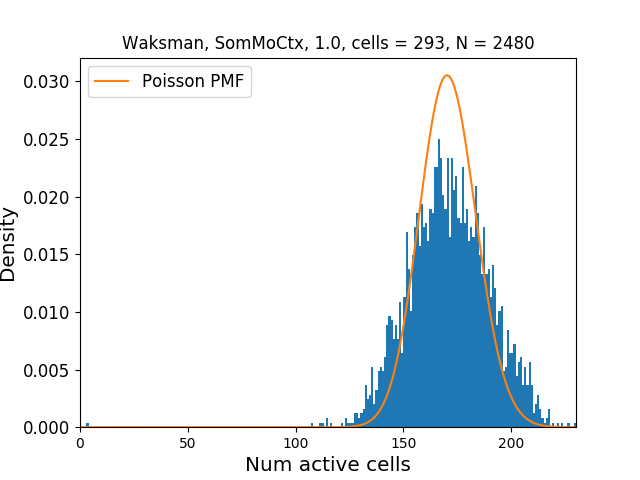 Waksman, SomMoCtx, 1.0, cells = 293, N = 2480
Poisson PMF
0.030
0.025
0.020
0.015
0.010
0.005
0.000
Density
0 50 100 150 200
Num active cells